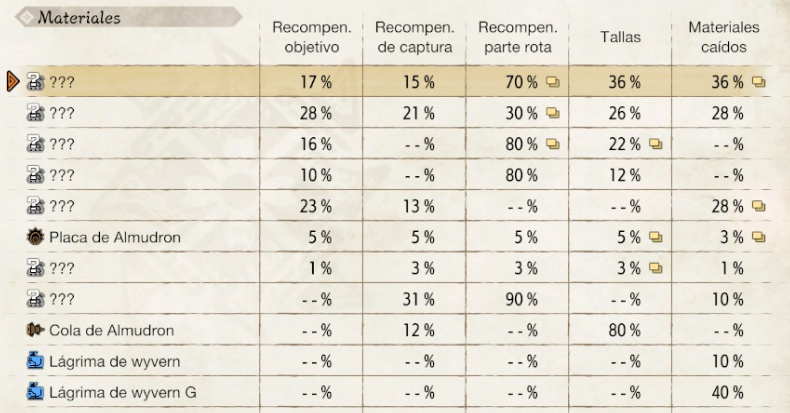 Materiales
Recompen. objetivo Recompen. de captura Recompen. parte rota Tallas Materiales caídos
??? 17 % 15 % 70 % 36 % 36 %
??? 28 % 21 % 30 % 26 % 28 %
??? 16 % --% 80 % 22 % --%
??? 10 % --% 80 % 12 % --%
??? 23 % 13 % --% --% 28 %
Placa de Almudron 5 % 5 % 5 % 5 % 3 %
??? 1 % 3 % 3 % 3 % 1 %
??? --% 31 % 90 % --% 10 %
Cola de Almudron --% 12 % --% 80 % --%
Lágrima de wyvern --% --% --% --% 10 %
Lágrima de wyvern G --% --% --% --% 40 %